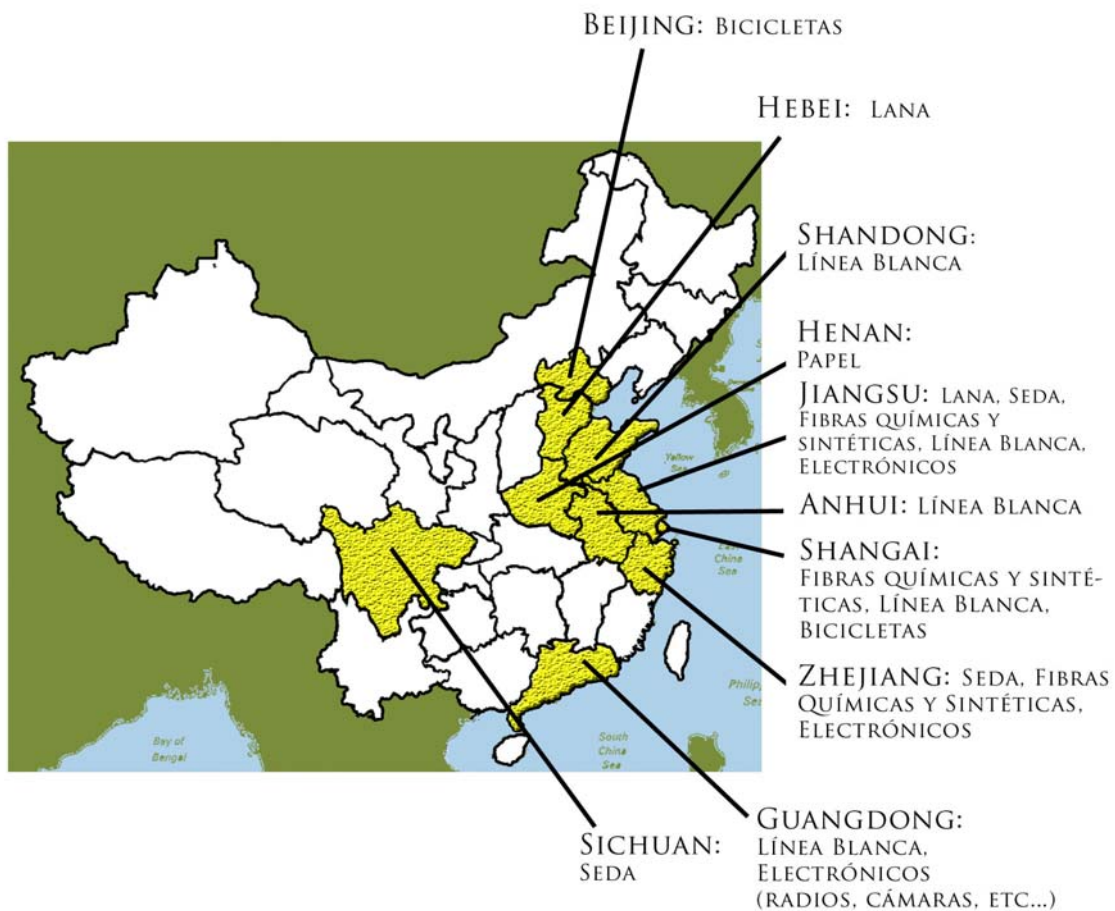 BEIJING: BICICLETAS
HEBEI: LANA
SHANDONG:
LÍNEA BLANCA
HENAN:
PAPEL
JIANGSU: LANA, SEDA,
FIBRAS QUÍMICAS Y
SINTÉTICAS, LÍNEA BLANCA,
ELECTRÓNICOS
ANHUI: LÍNEA BLANCA
SHANGAI:
FIBRAS QUÍMICAS Y SINTÉ-
TICAS, LÍNEA BLANCA,
BICICLETAS
ZHEJIANG: SEDA, FIBRAS
QUÍMICAS Y SINTÉTICAS,
ELECTRÓNICOS
GUANGDONG:
LÍNEA BLANCA,
ELECTRÓNICOS
(RADIOS, CÁMARAS, ETC...)
SICHUAN:
SEDA
Yellow
Sea
China
Sea
Philip
Bay of
Bengal
South
China
Sea